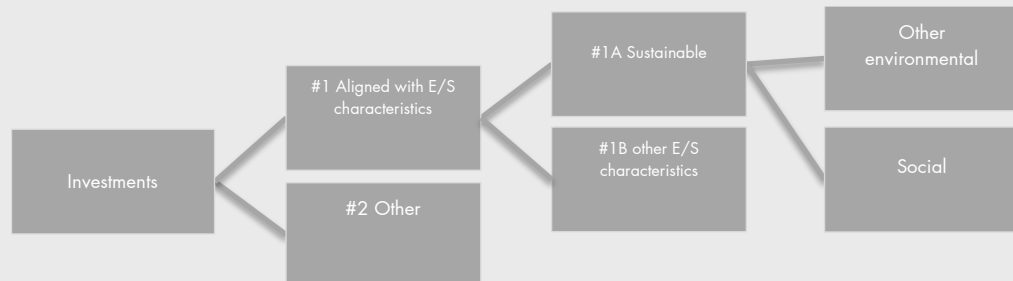 Investments
#1 Aligned with E/S
characteristics
#2 Other
#1A Sustainable
#1B other E/S
characteristics
Other
environmental
Social